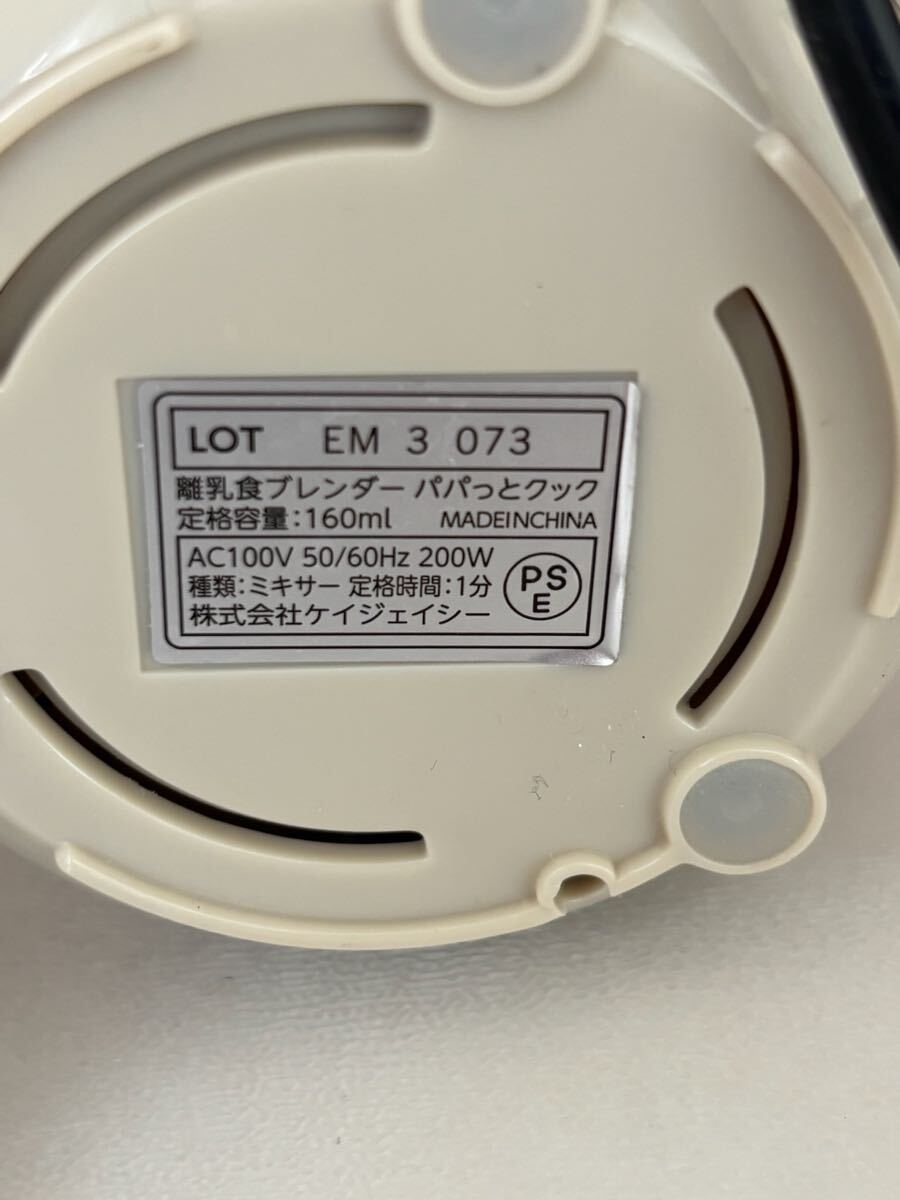 LOT EM 3 073
離乳食ブレンダー パパっとクック
定格容量:160ml MADEINCHINA
AC100V 50/60Hz 200W
種類:ミキサー 定格時間:1分
株式会社ケイジェイシー
PS
E